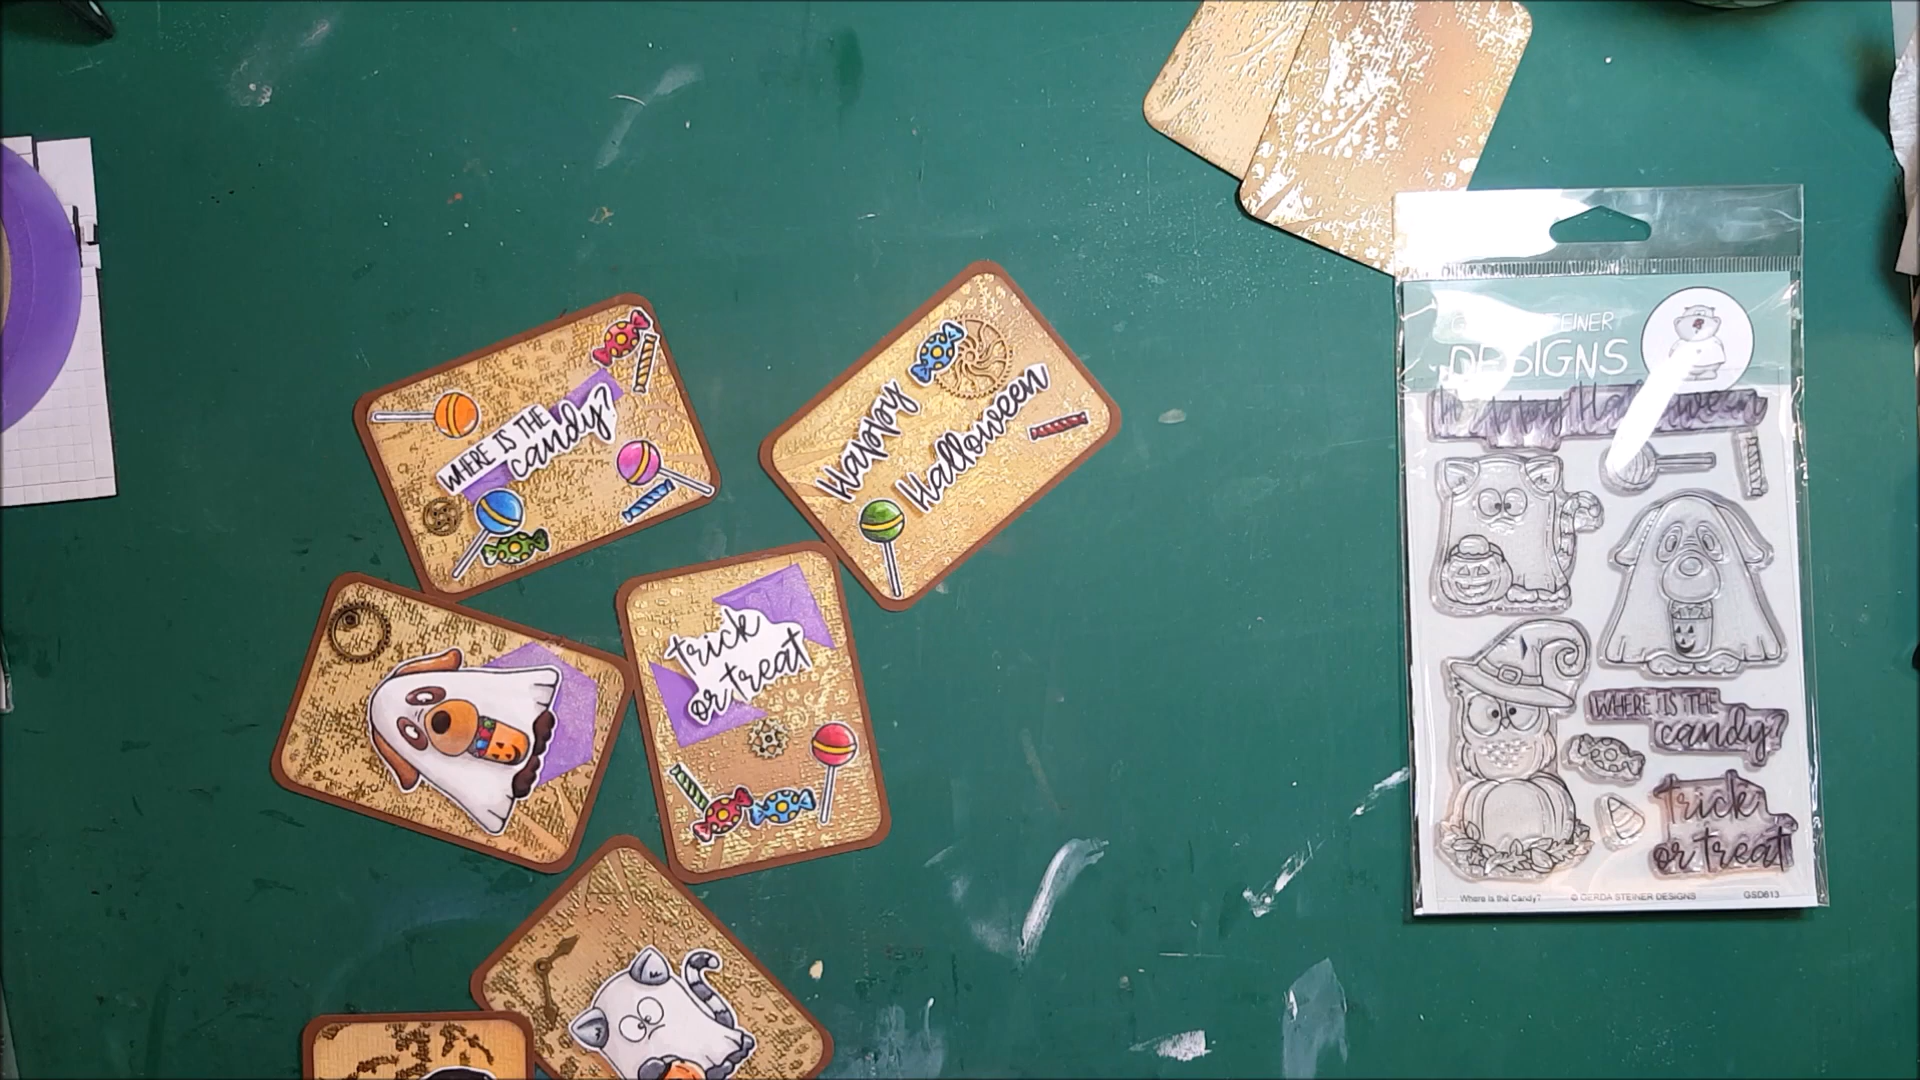 WHERE IS THE
candy?
Happy
Halloween
trick
or treat
STEINER
DESIGNS
Happy Halloween
WHERE IS THE
candy?
trick
or treat
Where is the Candy? © GERDA STEINER DESIGNS GSD613